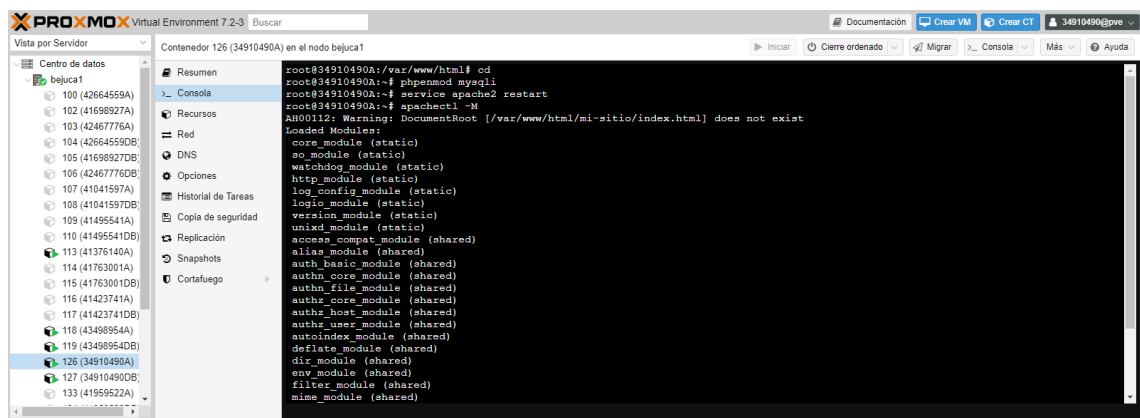 PROXMOX Virtual Environment 7.2-3 Buscar Documentación Crear VM Crear CT 34910490@pve
Vista por Servidor
Contenedor 126 (34910490A) en el nodo bejuca1 Iniciar Cierre ordenado Migrar >_ Consola Más Ayuda
Centro de datos
bejuca1
100 (42664559A)
102 (41698927A)
103 (42467776A)
104 (42664559DB)
105 (41698927DB)
106 (42467776DB)
107 (41041597A)
108 (41041597DB)
109 (41495541A)
110 (41495541DB)
113 (41376140A)
114 (41763001A)
115 (41763001DB)
116 (41423741A)
117 (41423741DB)
118 (43498954A)
119 (43498954DB)
126 (34910490A)
127 (34910490DB)
133 (41959522A)
Resumen
>_ Consola
Recursos
Red
DNS
Opciones
Historial de Tareas
Copia de seguridad
Replicación
Snapshots
Cortafuego
root@34910490A:/var/www/html# cd
root@34910490A:~# phpenmod mysqli
root@34910490A:~# service apache2 restart
root@34910490A:~# apachectl -M
AH00112: Warning: DocumentRoot [/var/www/html/mi-sitio/index.html] does not exist
Loaded Modules:
core_module (static)
so_module (static)
watchdog_module (static)
http_module (static)
log_config_module (static)
logio_module (static)
version_module (static)
unixd_module (static)
access_compat_module (shared)
alias_module (shared)
auth_basic_module (shared)
authn_core_module (shared)
authn_file_module (shared)
authz_core_module (shared)
authz_host_module (shared)
authz_user_module (shared)
autoindex_module (shared)
deflate_module (shared)
dir_module (shared)
env_module (shared)
filter_module (shared)
mime_module (shared)